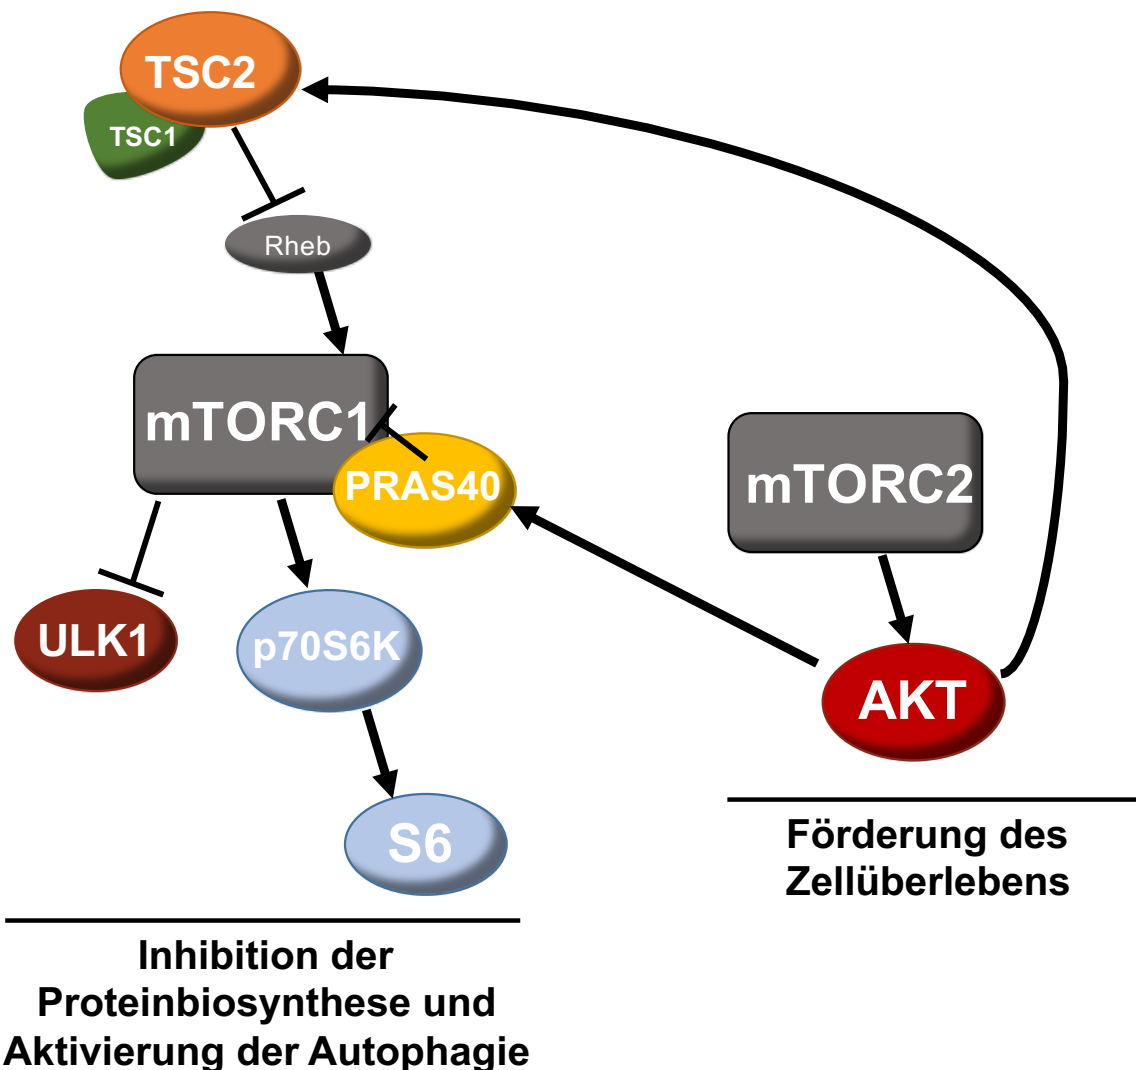 TSC2
TSC1
Rheb
mTORC1
PRAS40
mTORC2
ULK1
p70S6K
AKT
S6
Förderung des
Zellüberlebens
Inhibition der
Proteinbiosynthese und
Aktivierung der Autophagie